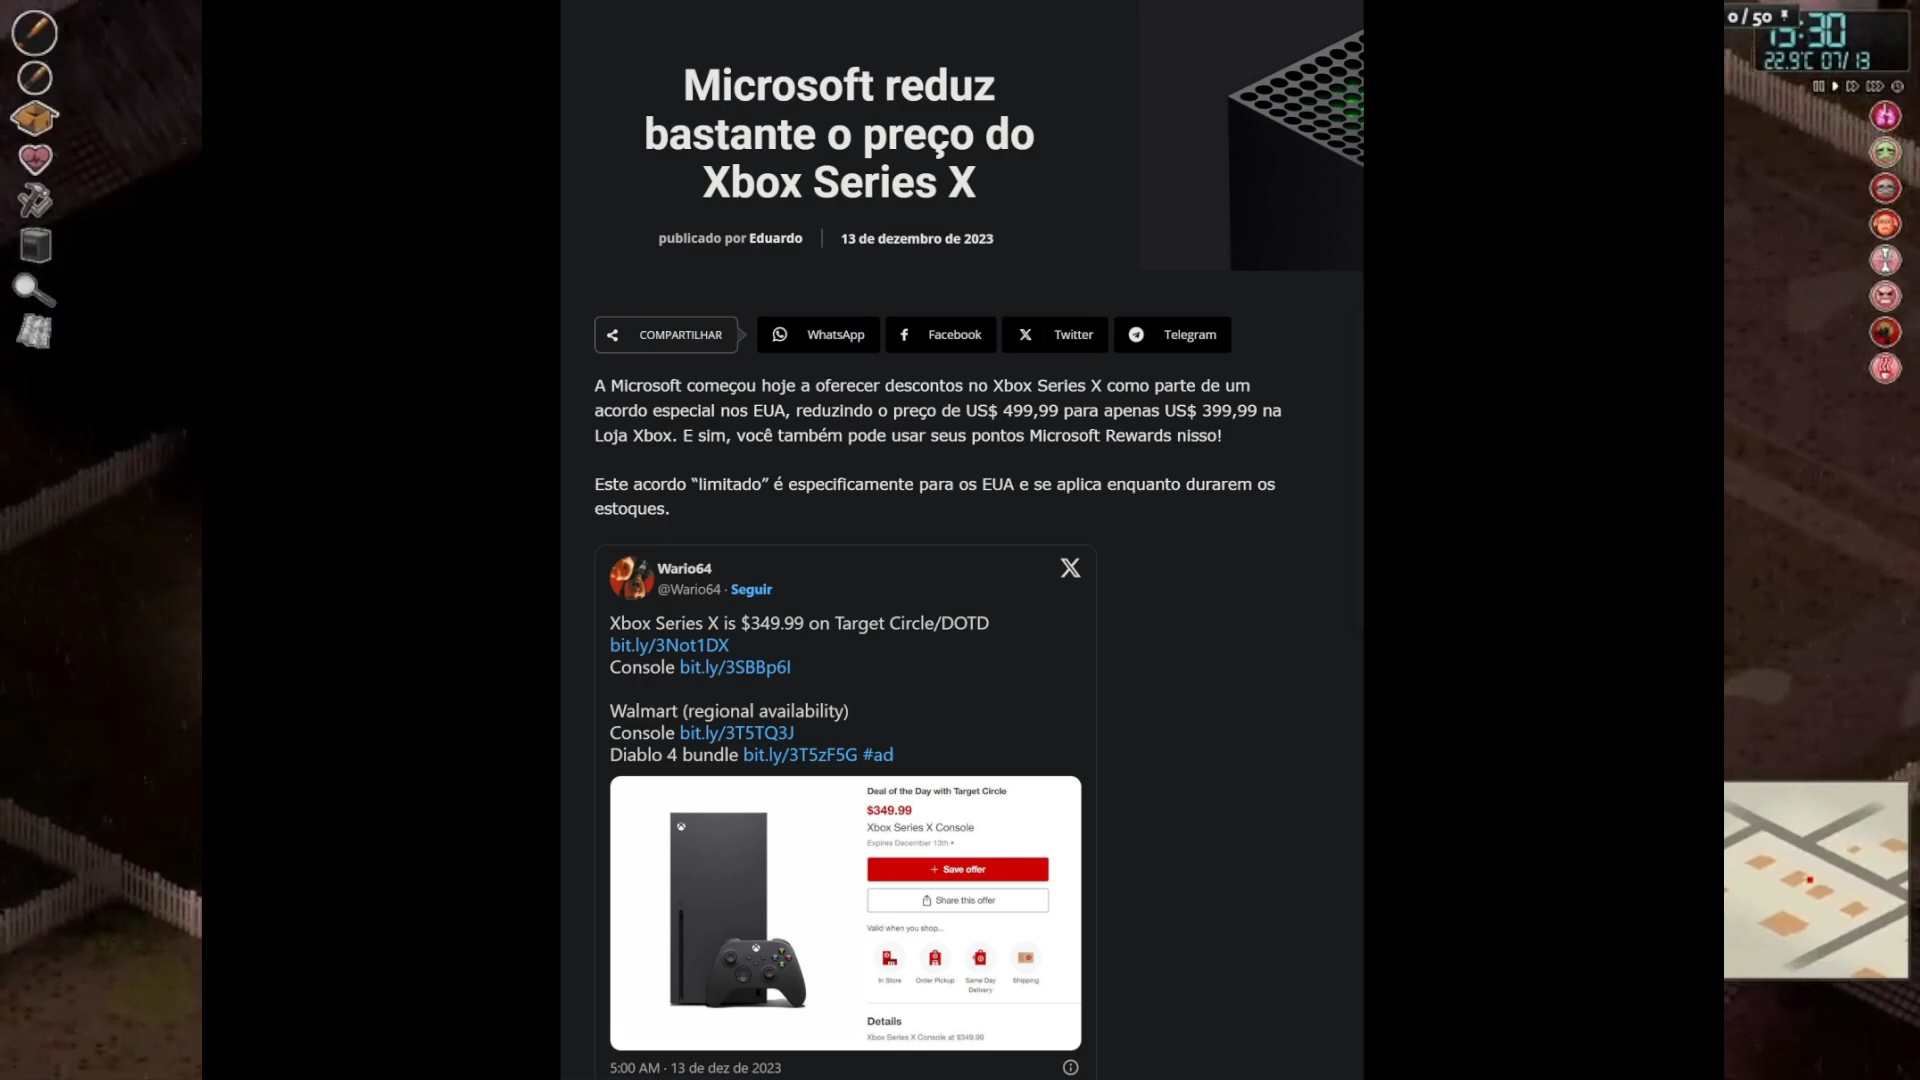 0/50
15:30
22.9°C 07/13
Microsoft reduz
bastante o preço do
Xbox Series X
publicado por Eduardo
13 de dezembro de 2023
COMPARTILHAR
WhatsApp
Facebook
Twitter
Telegram
A Microsoft começou hoje a oferecer descontos no Xbox Series X como parte de um
acordo especial nos EUA, reduzindo o preço de US$ 499,99 para apenas US$ 399,99 na
Loja Xbox. E sim, você também pode usar seus pontos Microsoft Rewards nisso!
Este acordo “limitado” é especificamente para os EUA e se aplica enquanto durarem os
estoques.
Wario64
@Wario64 · Seguir
Xbox Series X is $349.99 on Target Circle/DOTD
bit.ly/3Not1DX
Console bit.ly/3SBBp6I
Walmart (regional availability)
Console bit.ly/3T5TQ3J
Diablo 4 bundle bit.ly/3T5zF5G #ad
Deal of the Day with Target Circle
$349.99
Xbox Series X Console
Expires December 13th •
+ Save offer
Share this offer
Valid when you shop...
In Store
Order Pickup
Same Day
Delivery
Shipping
Details
Xbox Series X Console at $349.99
5:00 AM · 13 de dez de 2023